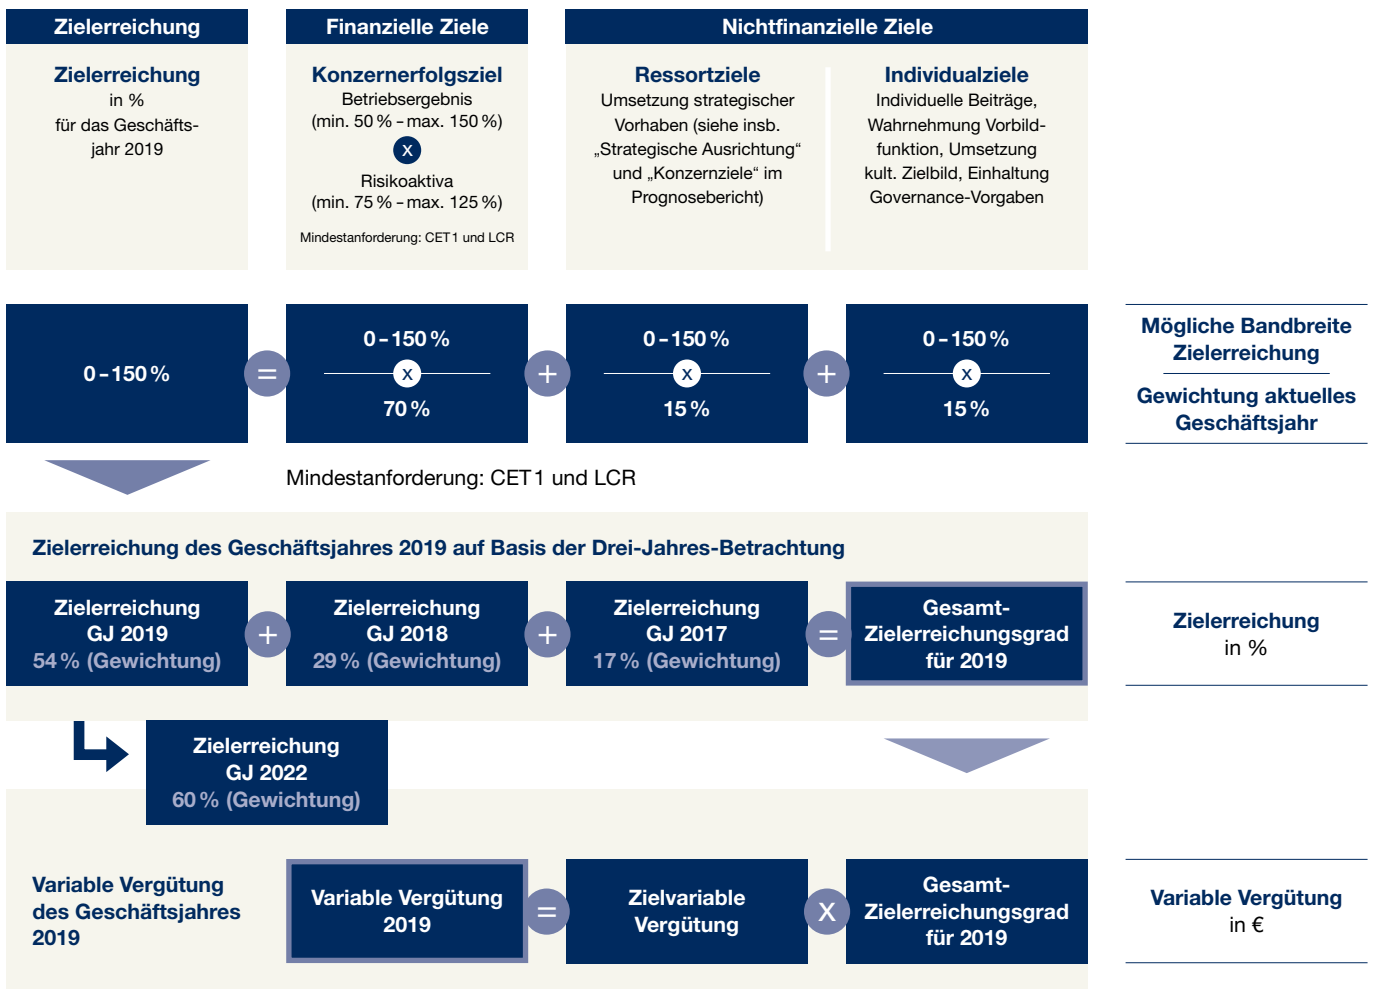 Zielerreichung
Finanzielle Ziele
Nichtfinanzielle Ziele
Zielerreichung
in %
für das Geschäfts-
jahr 2019
Konzernerfolgsziel
Betriebsergebnis
(min. 50 % – max. 150 %)
x
Risikoaktiva
(min. 75 % – max. 125 %)
Mindestanforderung: CET1 und LCR
Ressortziele
Umsetzung strategischer
Vorhaben (siehe insb.
„Strategische Ausrichtung“
und „Konzernziele“ im
Prognosebericht)
Individualziele
Individuelle Beiträge,
Wahrnehmung Vorbild-
funktion, Umsetzung
kult. Zielbild, Einhaltung
Governance-Vorgaben
0 – 150 %
=
0 – 150 %
x
70 %
+
0 – 150 %
x
15 %
+
0 – 150 %
x
15 %
Mögliche Bandbreite
Zielerreichung
Gewichtung aktuelles
Geschäftsjahr
Mindestanforderung: CET1 und LCR
Zielerreichung des Geschäftsjahres 2019 auf Basis der Drei-Jahres-Betrachtung
Zielerreichung
GJ 2019
54 % (Gewichtung)
+
Zielerreichung
GJ 2018
29 % (Gewichtung)
+
Zielerreichung
GJ 2017
17 % (Gewichtung)
=
Gesamt-
Zielerreichungsgrad
für 2019
Zielerreichung
in %
Zielerreichung
GJ 2022
60 % (Gewichtung)
Variable Vergütung
des Geschäftsjahres
2019
Variable Vergütung
2019
=
Zielvariable
Vergütung
x
Gesamt-
Zielerreichungsgrad
für 2019
Variable Vergütung
in €